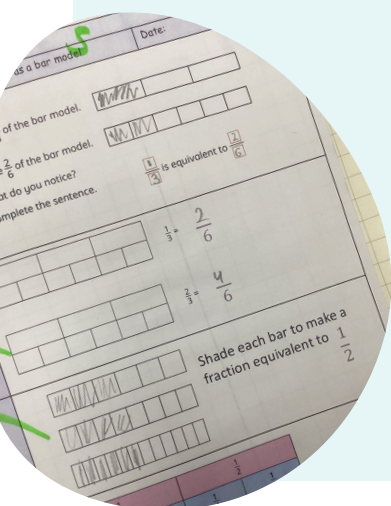 S
Date:
as a bar model
of the bar model.
2/6 of the bar model.
at do you notice?
1/3 is equivalent to 2/6
mplete the sentence.
1/3 = 2/6
2/3 = 4/6
Shade each bar to make a
fraction equivalent to 1/2
1/2
1 1 1